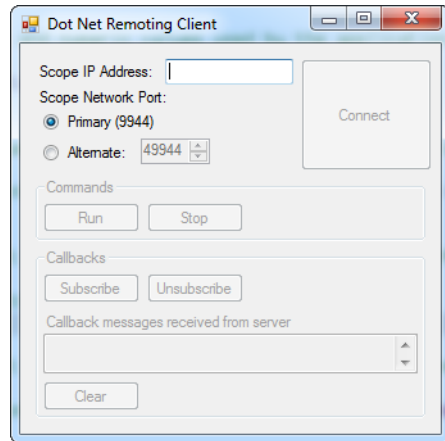 Dot Net Remoting Client
Scope IP Address:
Scope Network Port:
Primary (9944)
Alternate: 49944
Connect
Commands
Run Stop
Callbacks
Subscribe Unsubscribe
Callback messages received from server
Clear